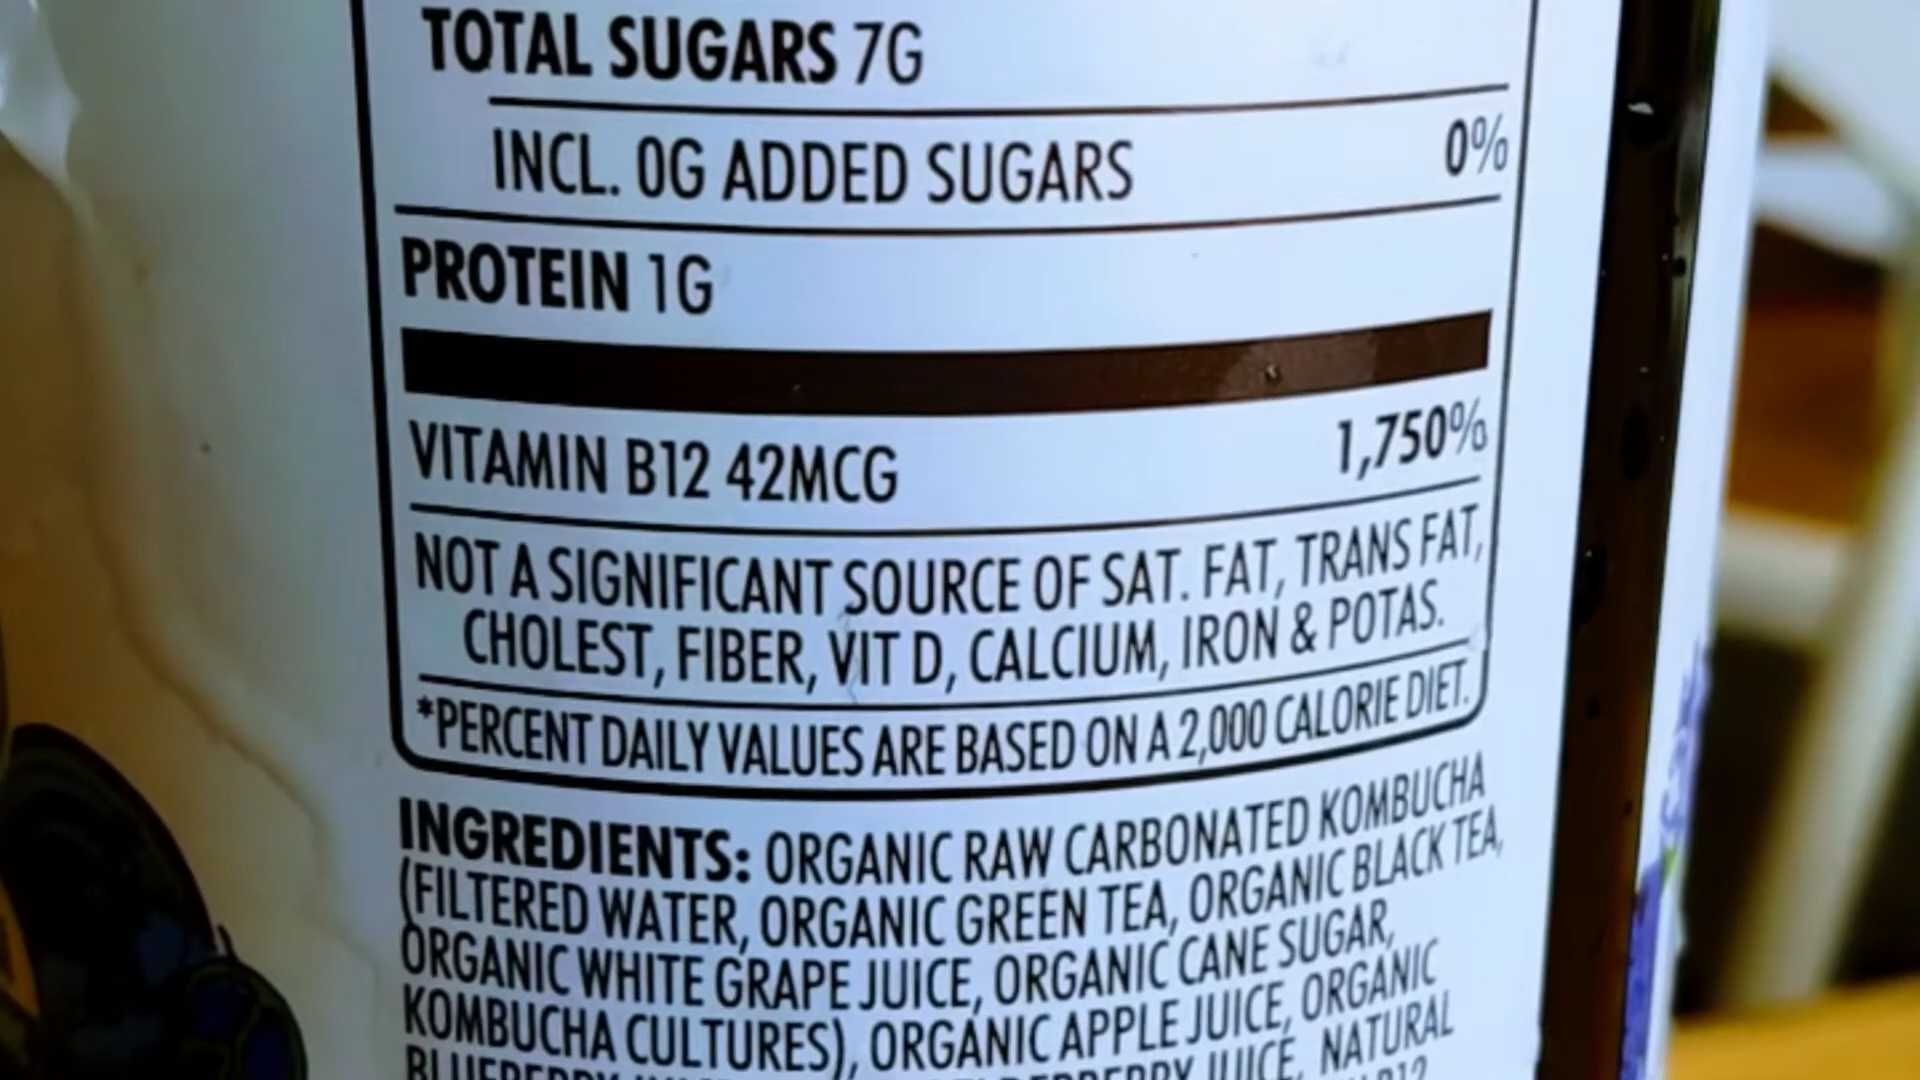 TOTAL SUGARS 7G
INCL. 0G ADDED SUGARS 0%
PROTEIN 1G
VITAMIN B12 42MCG 1,750%
NOT A SIGNIFICANT SOURCE OF SAT. FAT, TRANS FAT,
CHOLEST, FIBER, VIT D, CALCIUM, IRON & POTAS.
*PERCENT DAILY VALUES ARE BASED ON A 2,000 CALORIE DIET.
INGREDIENTS: ORGANIC RAW CARBONATED KOMBUCHA
(FILTERED WATER, ORGANIC GREEN TEA, ORGANIC BLACK TEA,
ORGANIC WHITE GRAPE JUICE, ORGANIC CANE SUGAR,
KOMBUCHA CULTURES), ORGANIC APPLE JUICE, ORGANIC
BLUEBERRY JUICE, NATURAL
B12